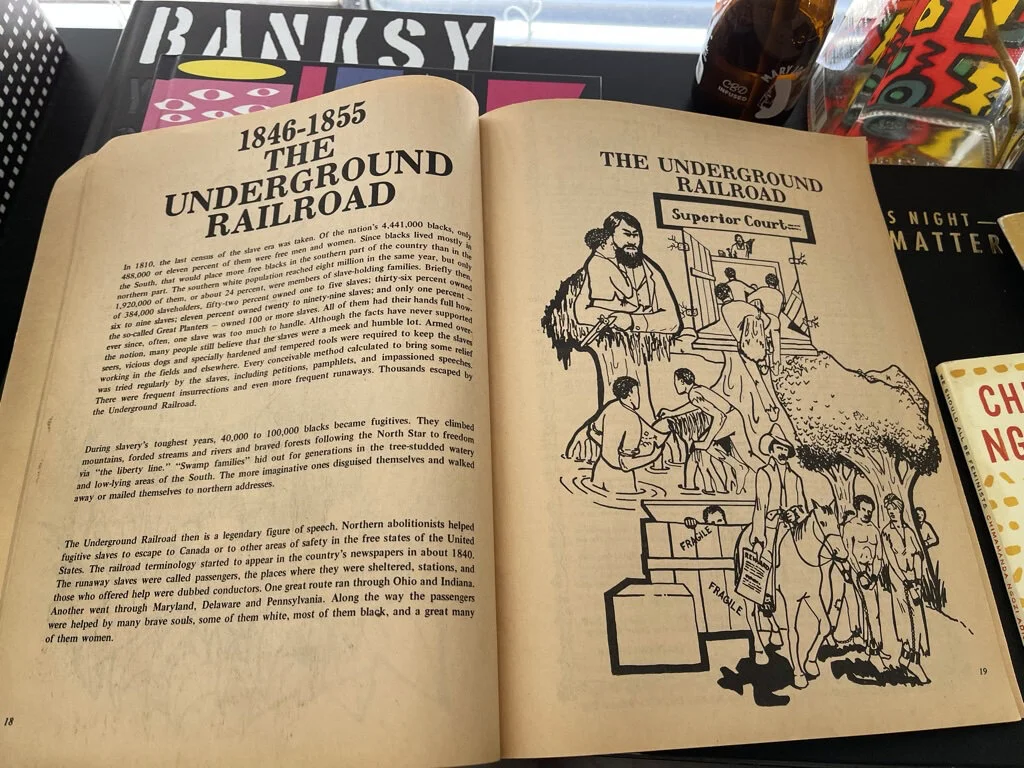 BANKSY
MARY
CBD
INFUSED
S NIGHT
MATTER
CH
NG
CHIMAMANDA NGOZI
1846-1855
THE
UNDERGROUND
RAILROAD
In 1810, the last census of the slave era was taken. Of the nation's 4,441,000 blacks, only
488,000 or eleven percent of them were free men and women. Since blacks lived mostly in
the South, that would place more free blacks in the southern part of the country than in the
northern part. The southern white population reached eight million in the same year, but only
1,920,000 of them, or about 24 percent, were members of slave-holding families. Briefly then,
of 384,000 slaveholders, fifty-two percent owned one to five slaves; thirty-six percent owned
six to nine slaves; eleven percent owned twenty to ninety-nine slaves; and only one percent –
the so-called Great Planters – owned 100 or more slaves. All of them had their hands full how-
ever since, often, one slave was too much to handle. Although the facts have never supported
the notion, many people still believe that the slaves were a meek and humble lot. Armed over-
seers, vicious dogs and specially hardened and tempered tools were required to keep the slaves
working in the fields and elsewhere. Every conceivable method calculated to bring some relief
was tried regularly by the slaves, including petitions, pamphlets, and impassioned speeches.
There were frequent insurrections and even more frequent runaways. Thousands escaped by
the Underground Railroad.
During slavery's toughest years, 40,000 to 100,000 blacks became fugitives. They climbed
mountains, forded streams and rivers and braved forests following the North Star to freedom
via "the liberty line." "Swamp families" hid out for generations in the tree-studded watery
and low-lying areas of the South. The more imaginative ones disguised themselves and walked
away or mailed themselves to northern addresses.
The Underground Railroad then is a legendary figure of speech. Northern abolitionists helped
fugitive slaves to escape to Canada or to other areas of safety in the free states of the United
States. The railroad terminology started to appear in the country's newspapers in about 1840.
The runaway slaves were called passengers, the places where they were sheltered, stations, and
those who offered help were dubbed conductors. One great route ran through Ohio and Indiana.
Another went through Maryland, Delaware and Pennsylvania. Along the way the passengers
were helped by many brave souls, some of them white, most of them black, and a great many
of them women.
18
THE UNDERGROUND
RAILROAD
Superior Court
FRAGILE
FRAGILE
REWARD
19